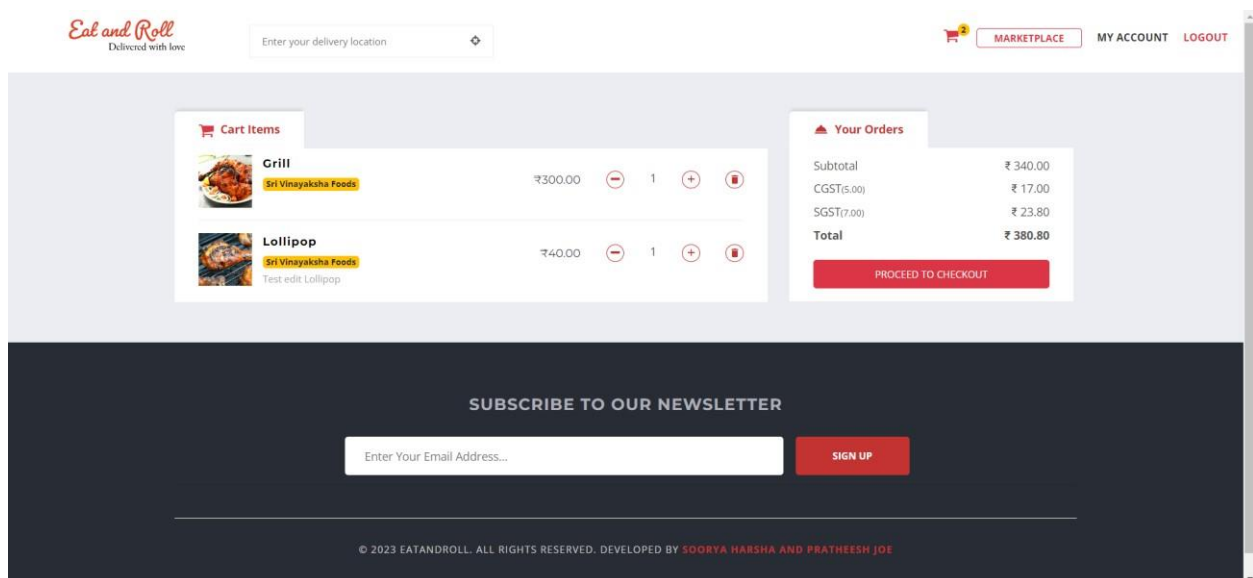 Eat and Roll
Delivered with love
Enter your delivery location
2
MARKETPLACE
MY ACCOUNT
LOGOUT
Cart Items
Grill
Sri Vinayaksha Foods
₹300.00
1
Lollipop
Sri Vinayaksha Foods
Test edit Lollipop
₹40.00
1
Your Orders
Subtotal ₹ 340.00
CGST(5.00) ₹ 17.00
SGST(7.00) ₹ 23.80
Total ₹ 380.80
PROCEED TO CHECKOUT
SUBSCRIBE TO OUR NEWSLETTER
Enter Your Email Address...
SIGN UP
© 2023 EATANDROLL. ALL RIGHTS RESERVED. DEVELOPED BY SOORYA HARSHA AND PRATHEESH JOE